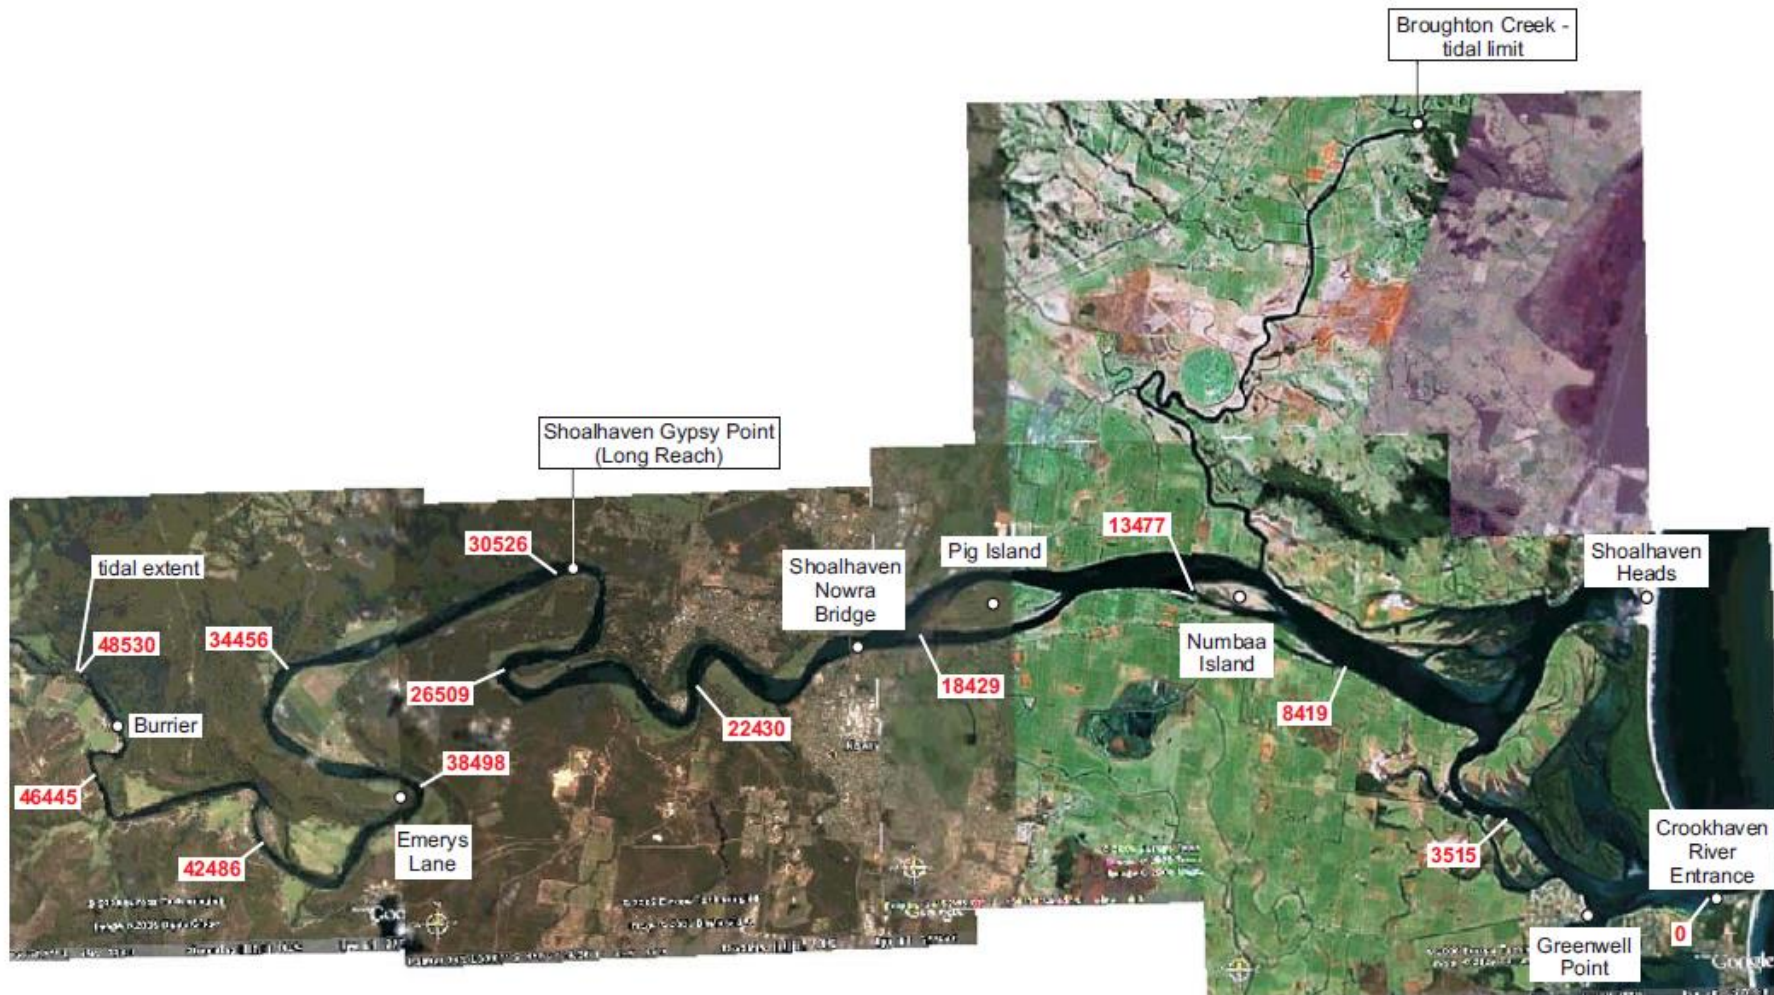 Broughton Creek -
tidal limit
Shoalhaven Gypsy Point
(Long Reach)
30526
13477
Pig Island
Shoalhaven
Heads
Shoalhaven
Nowra
Bridge
tidal extent
48530
34456
26509
18429
Numbaa
Island
8419
22430
Burrier
38498
46445
Emerys
Lane
42486
3515
Crookhaven
River
Entrance
0
Greenwell
Point
Google